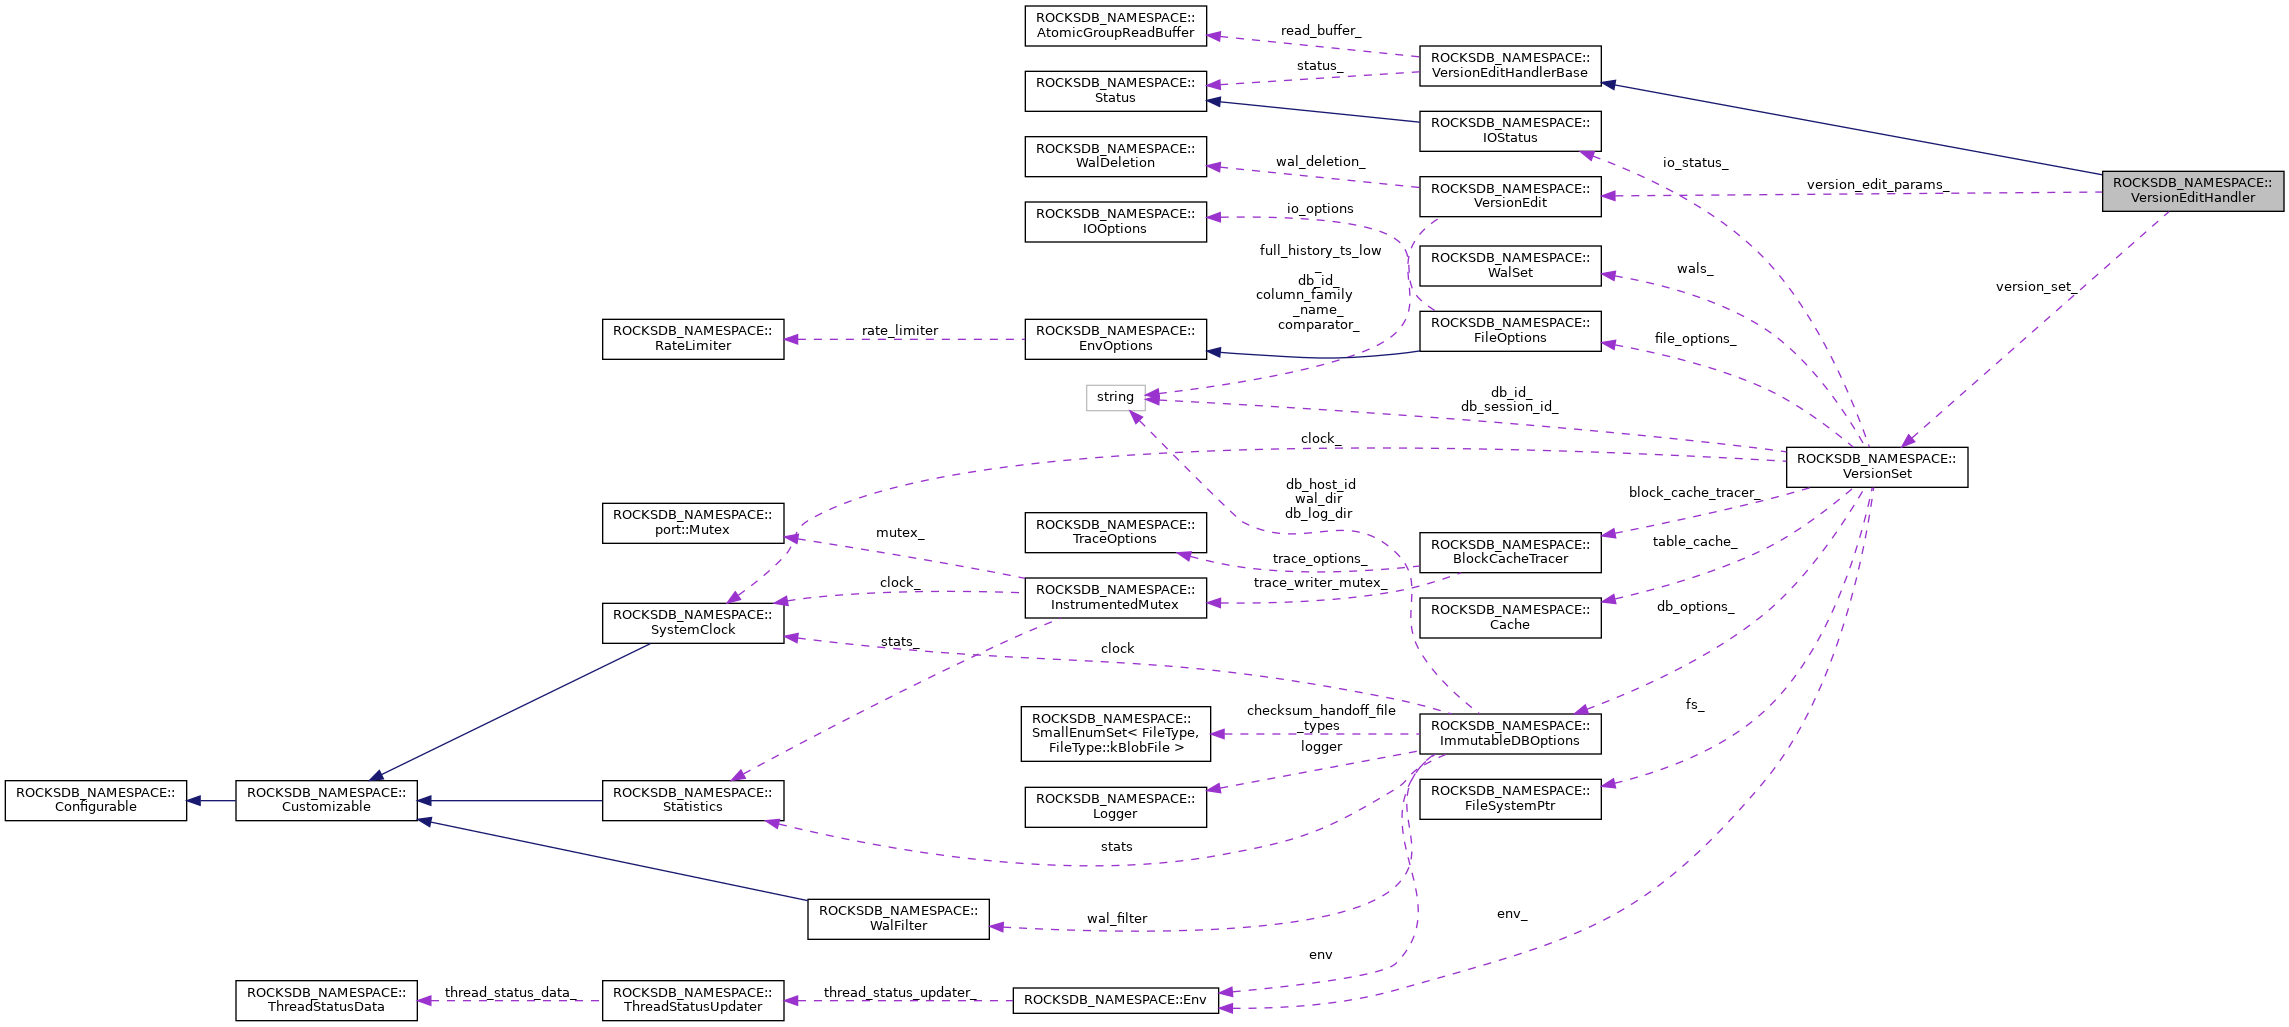 ROCKSDB_NAMESPACE::
AtomicGroupReadBuffer
read_buffer_
ROCKSDB_NAMESPACE::
VersionEditHandlerBase
status_
ROCKSDB_NAMESPACE::
Status
ROCKSDB_NAMESPACE::
IOStatus
ROCKSDB_NAMESPACE::
WalDeletion
wal_deletion_
io_status_
ROCKSDB_NAMESPACE::
VersionEdit
version_edit_params_
ROCKSDB_NAMESPACE::
VersionEditHandler
ROCKSDB_NAMESPACE::
IOOptions
io_options
full_history_ts_low
_
db_id_
column_family
_name_
comparator_
ROCKSDB_NAMESPACE::
WalSet
wals_
version_set_
ROCKSDB_NAMESPACE::
RateLimiter
rate_limiter
ROCKSDB_NAMESPACE::
EnvOptions
ROCKSDB_NAMESPACE::
FileOptions
file_options_
string
db_id_
db_session_id_
clock_
ROCKSDB_NAMESPACE::
VersionSet
db_host_id
wal_dir
db_log_dir
block_cache_tracer_
ROCKSDB_NAMESPACE::
port::Mutex
mutex_
ROCKSDB_NAMESPACE::
TraceOptions
trace_options_
ROCKSDB_NAMESPACE::
BlockCacheTracer
table_cache_
clock_
ROCKSDB_NAMESPACE::
InstrumentedMutex
trace_writer_mutex_
ROCKSDB_NAMESPACE::
Cache
db_options_
ROCKSDB_NAMESPACE::
SystemClock
stats_
clock
ROCKSDB_NAMESPACE::
SmallEnumSet< FileType,
FileType::kBlobFile >
checksum_handoff_file
_types
logger
ROCKSDB_NAMESPACE::
ImmutableDBOptions
fs_
ROCKSDB_NAMESPACE::
Configurable
ROCKSDB_NAMESPACE::
Customizable
ROCKSDB_NAMESPACE::
Statistics
ROCKSDB_NAMESPACE::
Logger
ROCKSDB_NAMESPACE::
FileSystemPtr
stats
ROCKSDB_NAMESPACE::
WalFilter
wal_filter
env_
env
ROCKSDB_NAMESPACE::
ThreadStatusData
thread_status_data_
ROCKSDB_NAMESPACE::
ThreadStatusUpdater
thread_status_updater_
ROCKSDB_NAMESPACE::Env